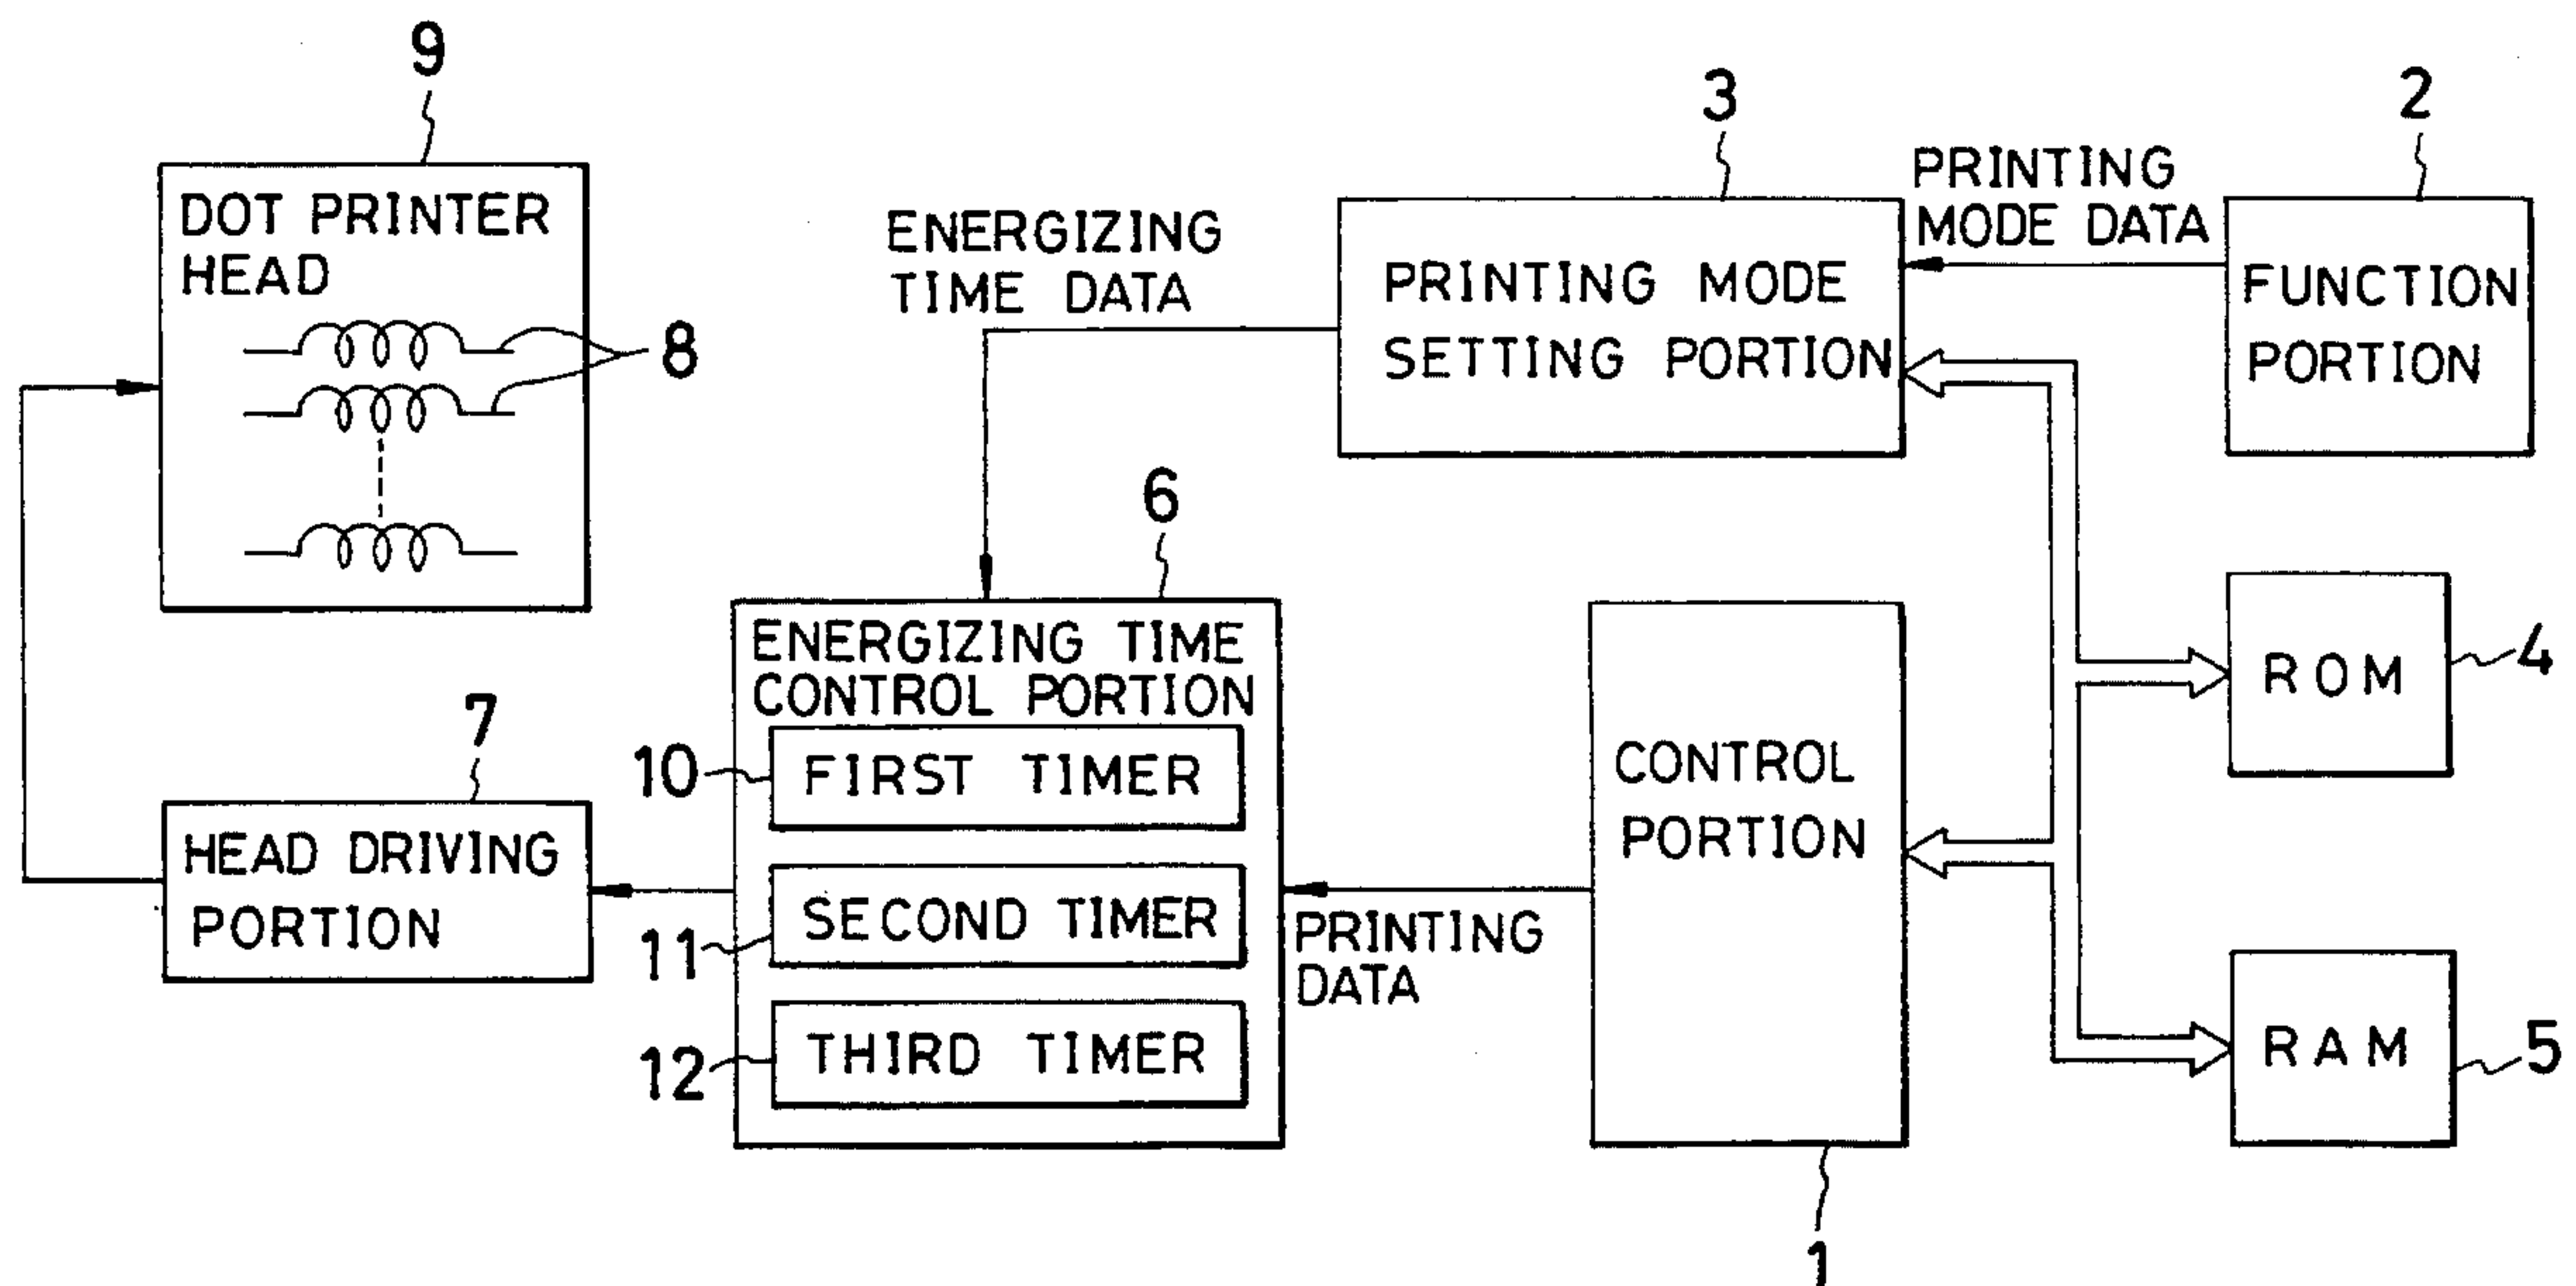 9
DOT PRINTER
HEAD
8
3
2
PRINTING
MODE DATA
ENERGIZING
TIME DATA
PRINTING MODE
SETTING PORTION
FUNCTION
PORTION
6
ENERGIZING TIME
CONTROL PORTION
10
FIRST TIMER
11
SECOND TIMER
12
THIRD TIMER
7
HEAD DRIVING
PORTION
PRINTING
DATA
CONTROL
PORTION
1
ROM
4
RAM
5